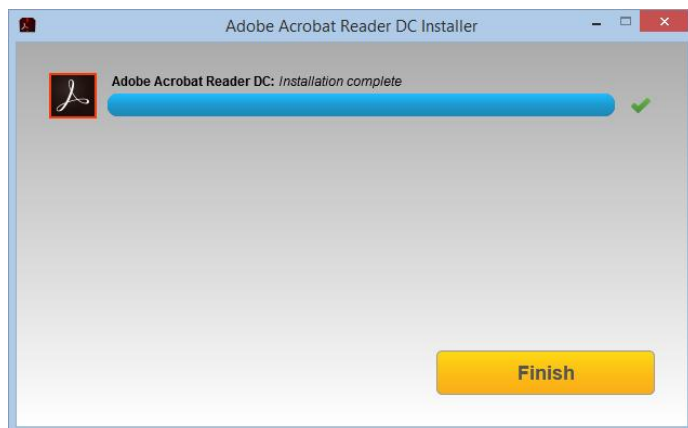 Adobe Acrobat Reader DC Installer
Adobe Acrobat Reader DC: Installation complete
Finish